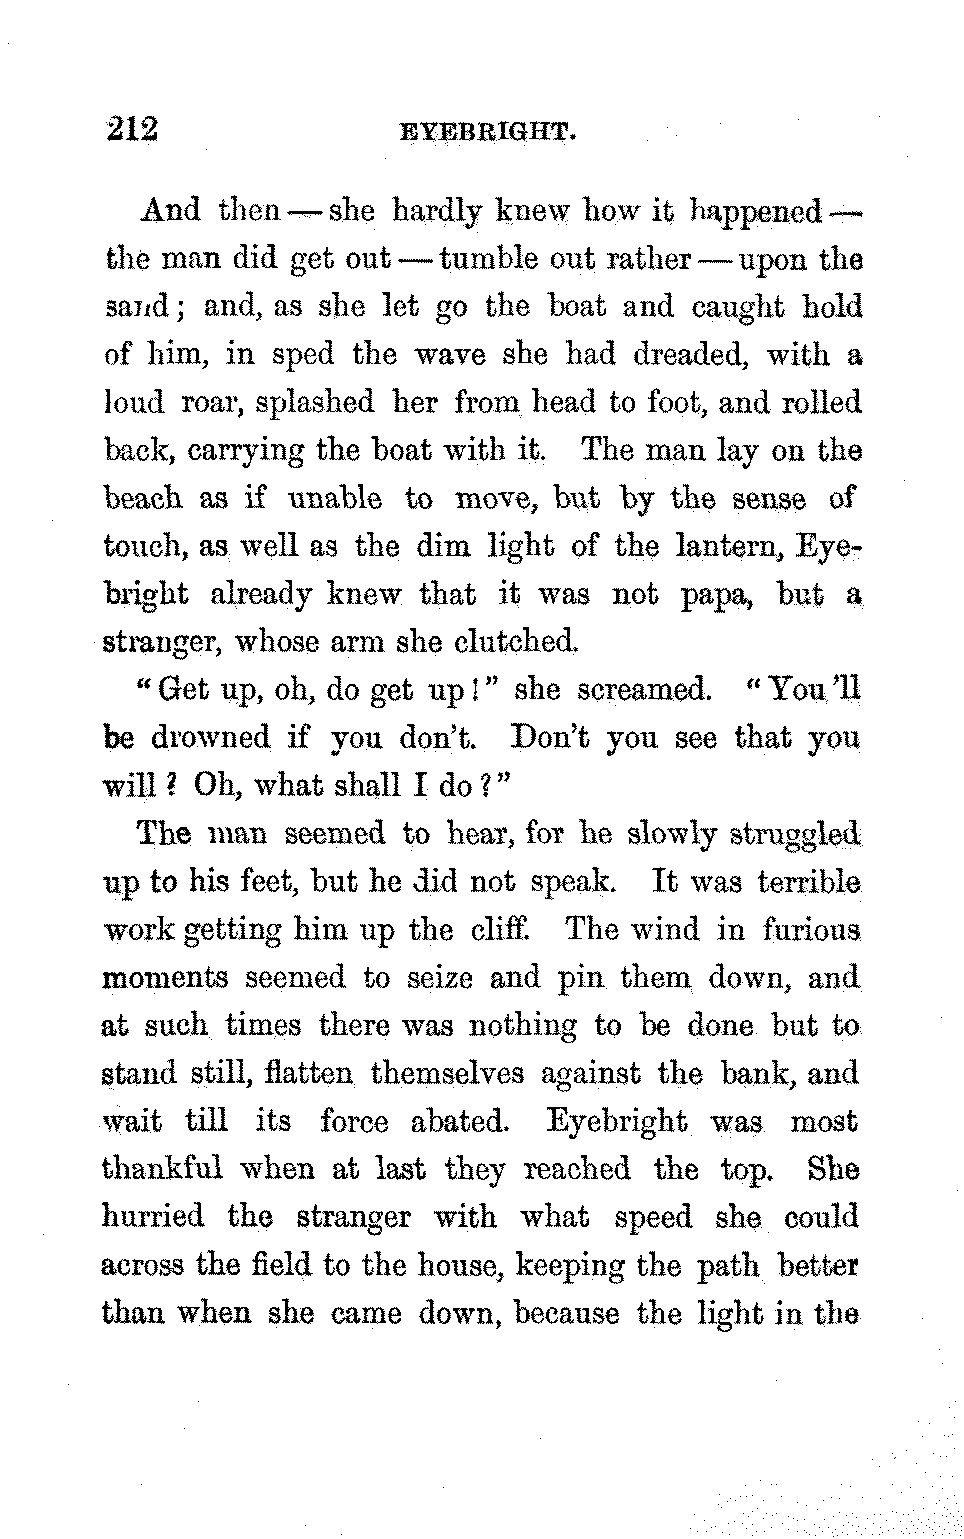 212 EYEBRIGHT.
And then — she hardly knew how it happened —
the man did get out — tumble out rather — upon the
sand; and, as she let go the boat and caught hold
of him, in sped the wave she had dreaded, with a
loud roar, splashed her from head to foot, and rolled
back, carrying the boat with it. The man lay on the
beach as if unable to move, but by the sense of
touch, as well as the dim light of the lantern, Eye-
bright already knew that it was not papa, but a
stranger, whose arm she clutched.
"Get up, oh, do get up!" she screamed. "You'll
be drowned if you don't. Don't you see that you
will? Oh, what shall I do?"
The man seemed to hear, for he slowly struggled
up to his feet, but he did not speak. It was terrible
work getting him up the cliff. The wind in furious
moments seemed to seize and pin them down, and
at such times there was nothing to be done but to
stand still, flatten themselves against the bank, and
wait till its force abated. Eyebright was most
thankful when at last they reached the top. She
hurried the stranger with what speed she could
across the field to the house, keeping the path better
than when she came down, because the light in the